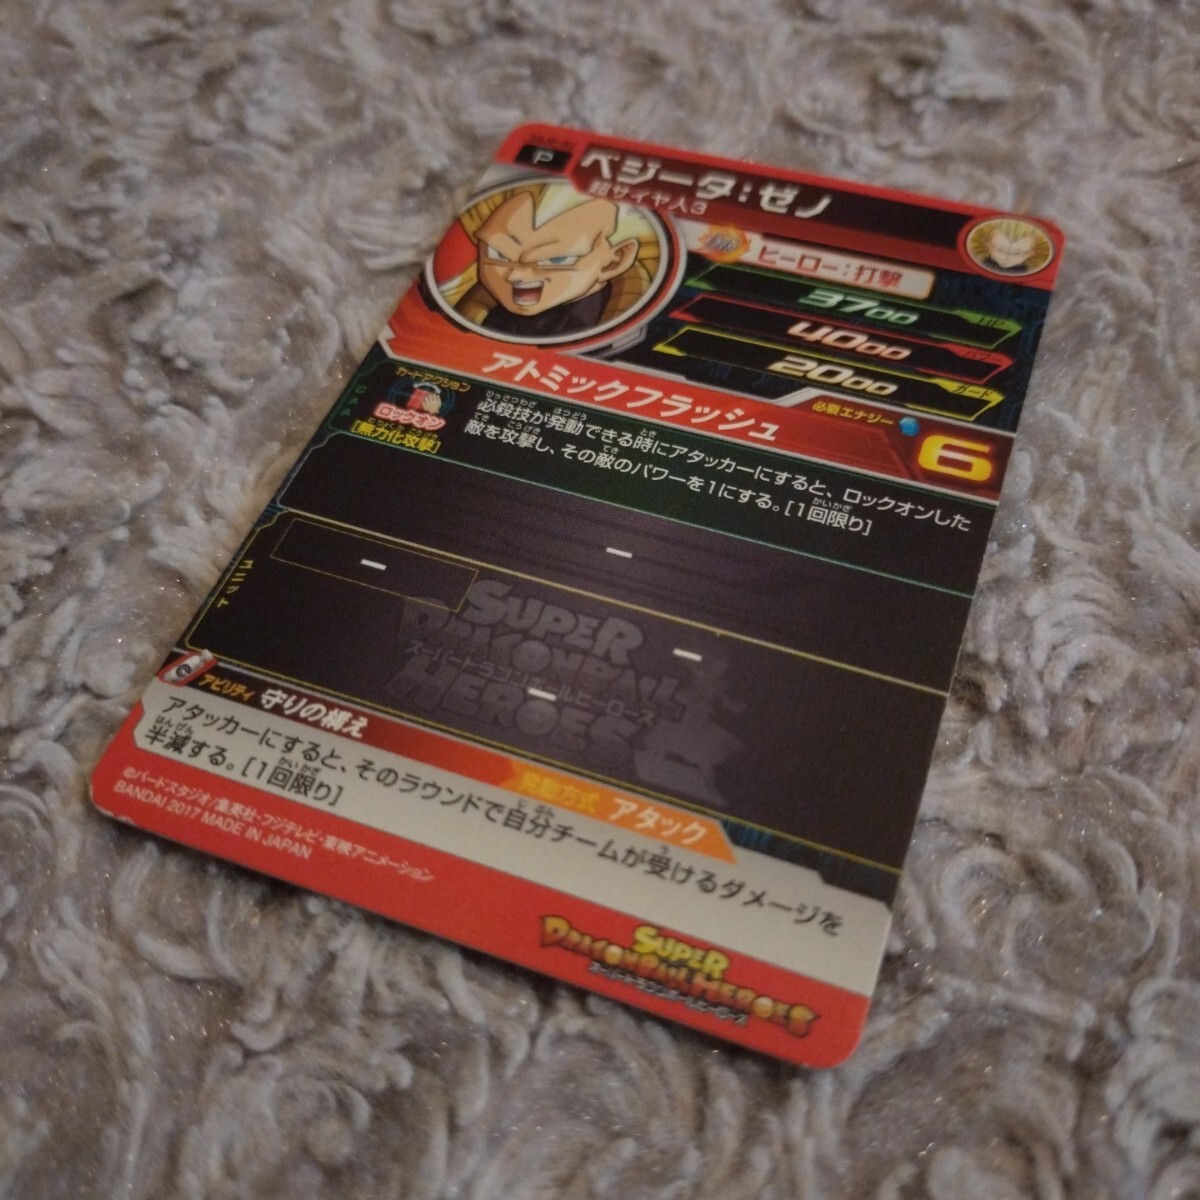 P
ベジータ：ゼノ
超サイヤ人3
ヒーロー：打撃
3700 HP
4000 パワー
2000 ガード
アトミックフラッシュ
必要エナジー 6
カードアクション
ロックオン
[無力化攻撃]
必殺技が発動できる時にアタッカーにすると、ロックオンした
敵を攻撃し、その敵のパワーを1にする。[1回限り]
CAA
ー
ユニット
ー
ー
ー
SUPER
DRAGONBALL
スーパードラゴンボールヒーローズ
HEROES
アビリティ 守りの構え
発動方式 アタック
アタッカーにすると、そのラウンドで自分チームが受けるダメージを
半減する。[1回限り]
©バードスタジオ/集英社・フジテレビ・東映アニメーション
BANDAI 2017 MADE IN JAPAN
SUPER
DRAGONBALL HEROES
スーパードラゴンボールヒーローズ